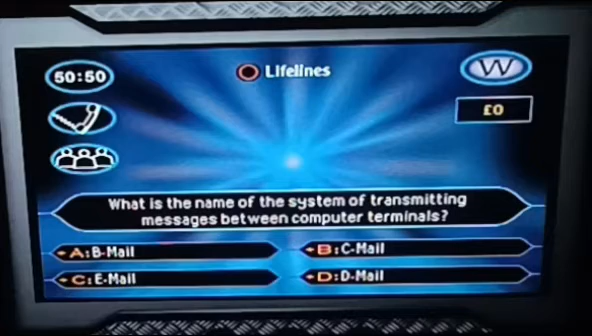 50:50
Lifelines
W
£0
What is the name of the system of transmitting
messages between computer terminals?
A:B-Mail
B:C-Mail
C:E-Mail
D:D-Mail